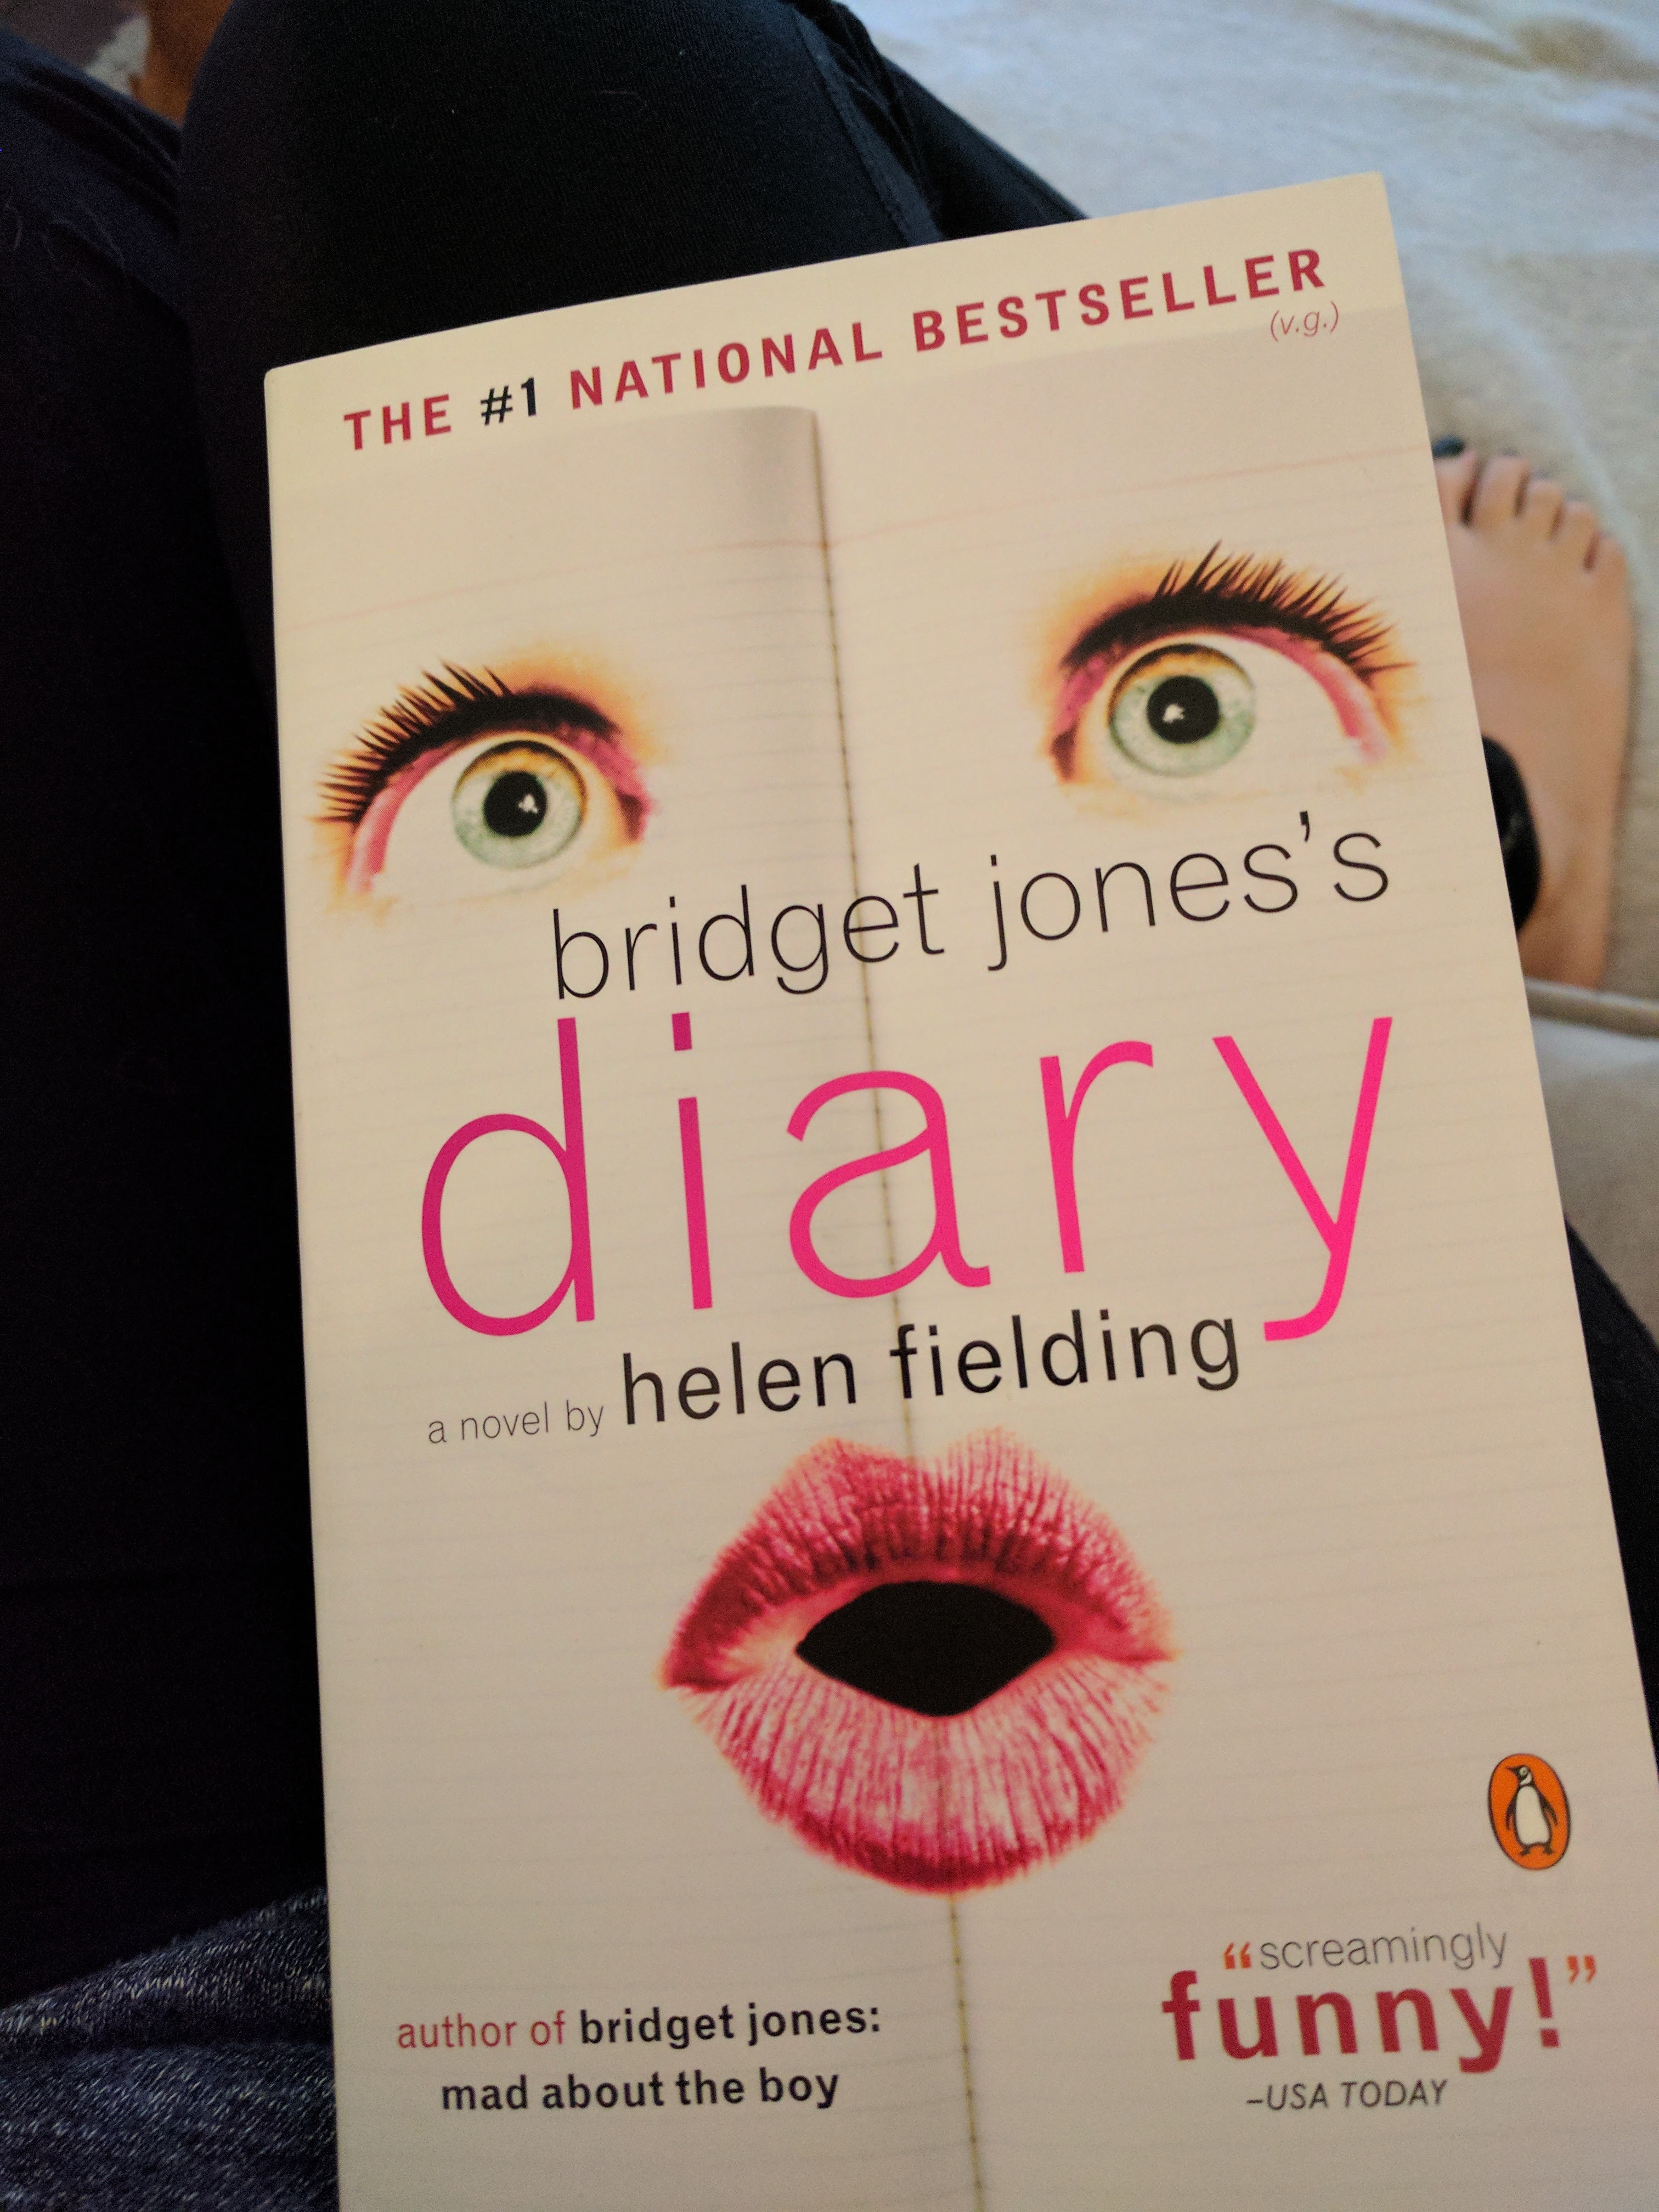 THE #1 NATIONAL BESTSELLER
(v.g.)
bridget jones's
diary
a novel by helen fielding
author of bridget jones:
mad about the boy
“screamingly
funny!”
–USA TODAY